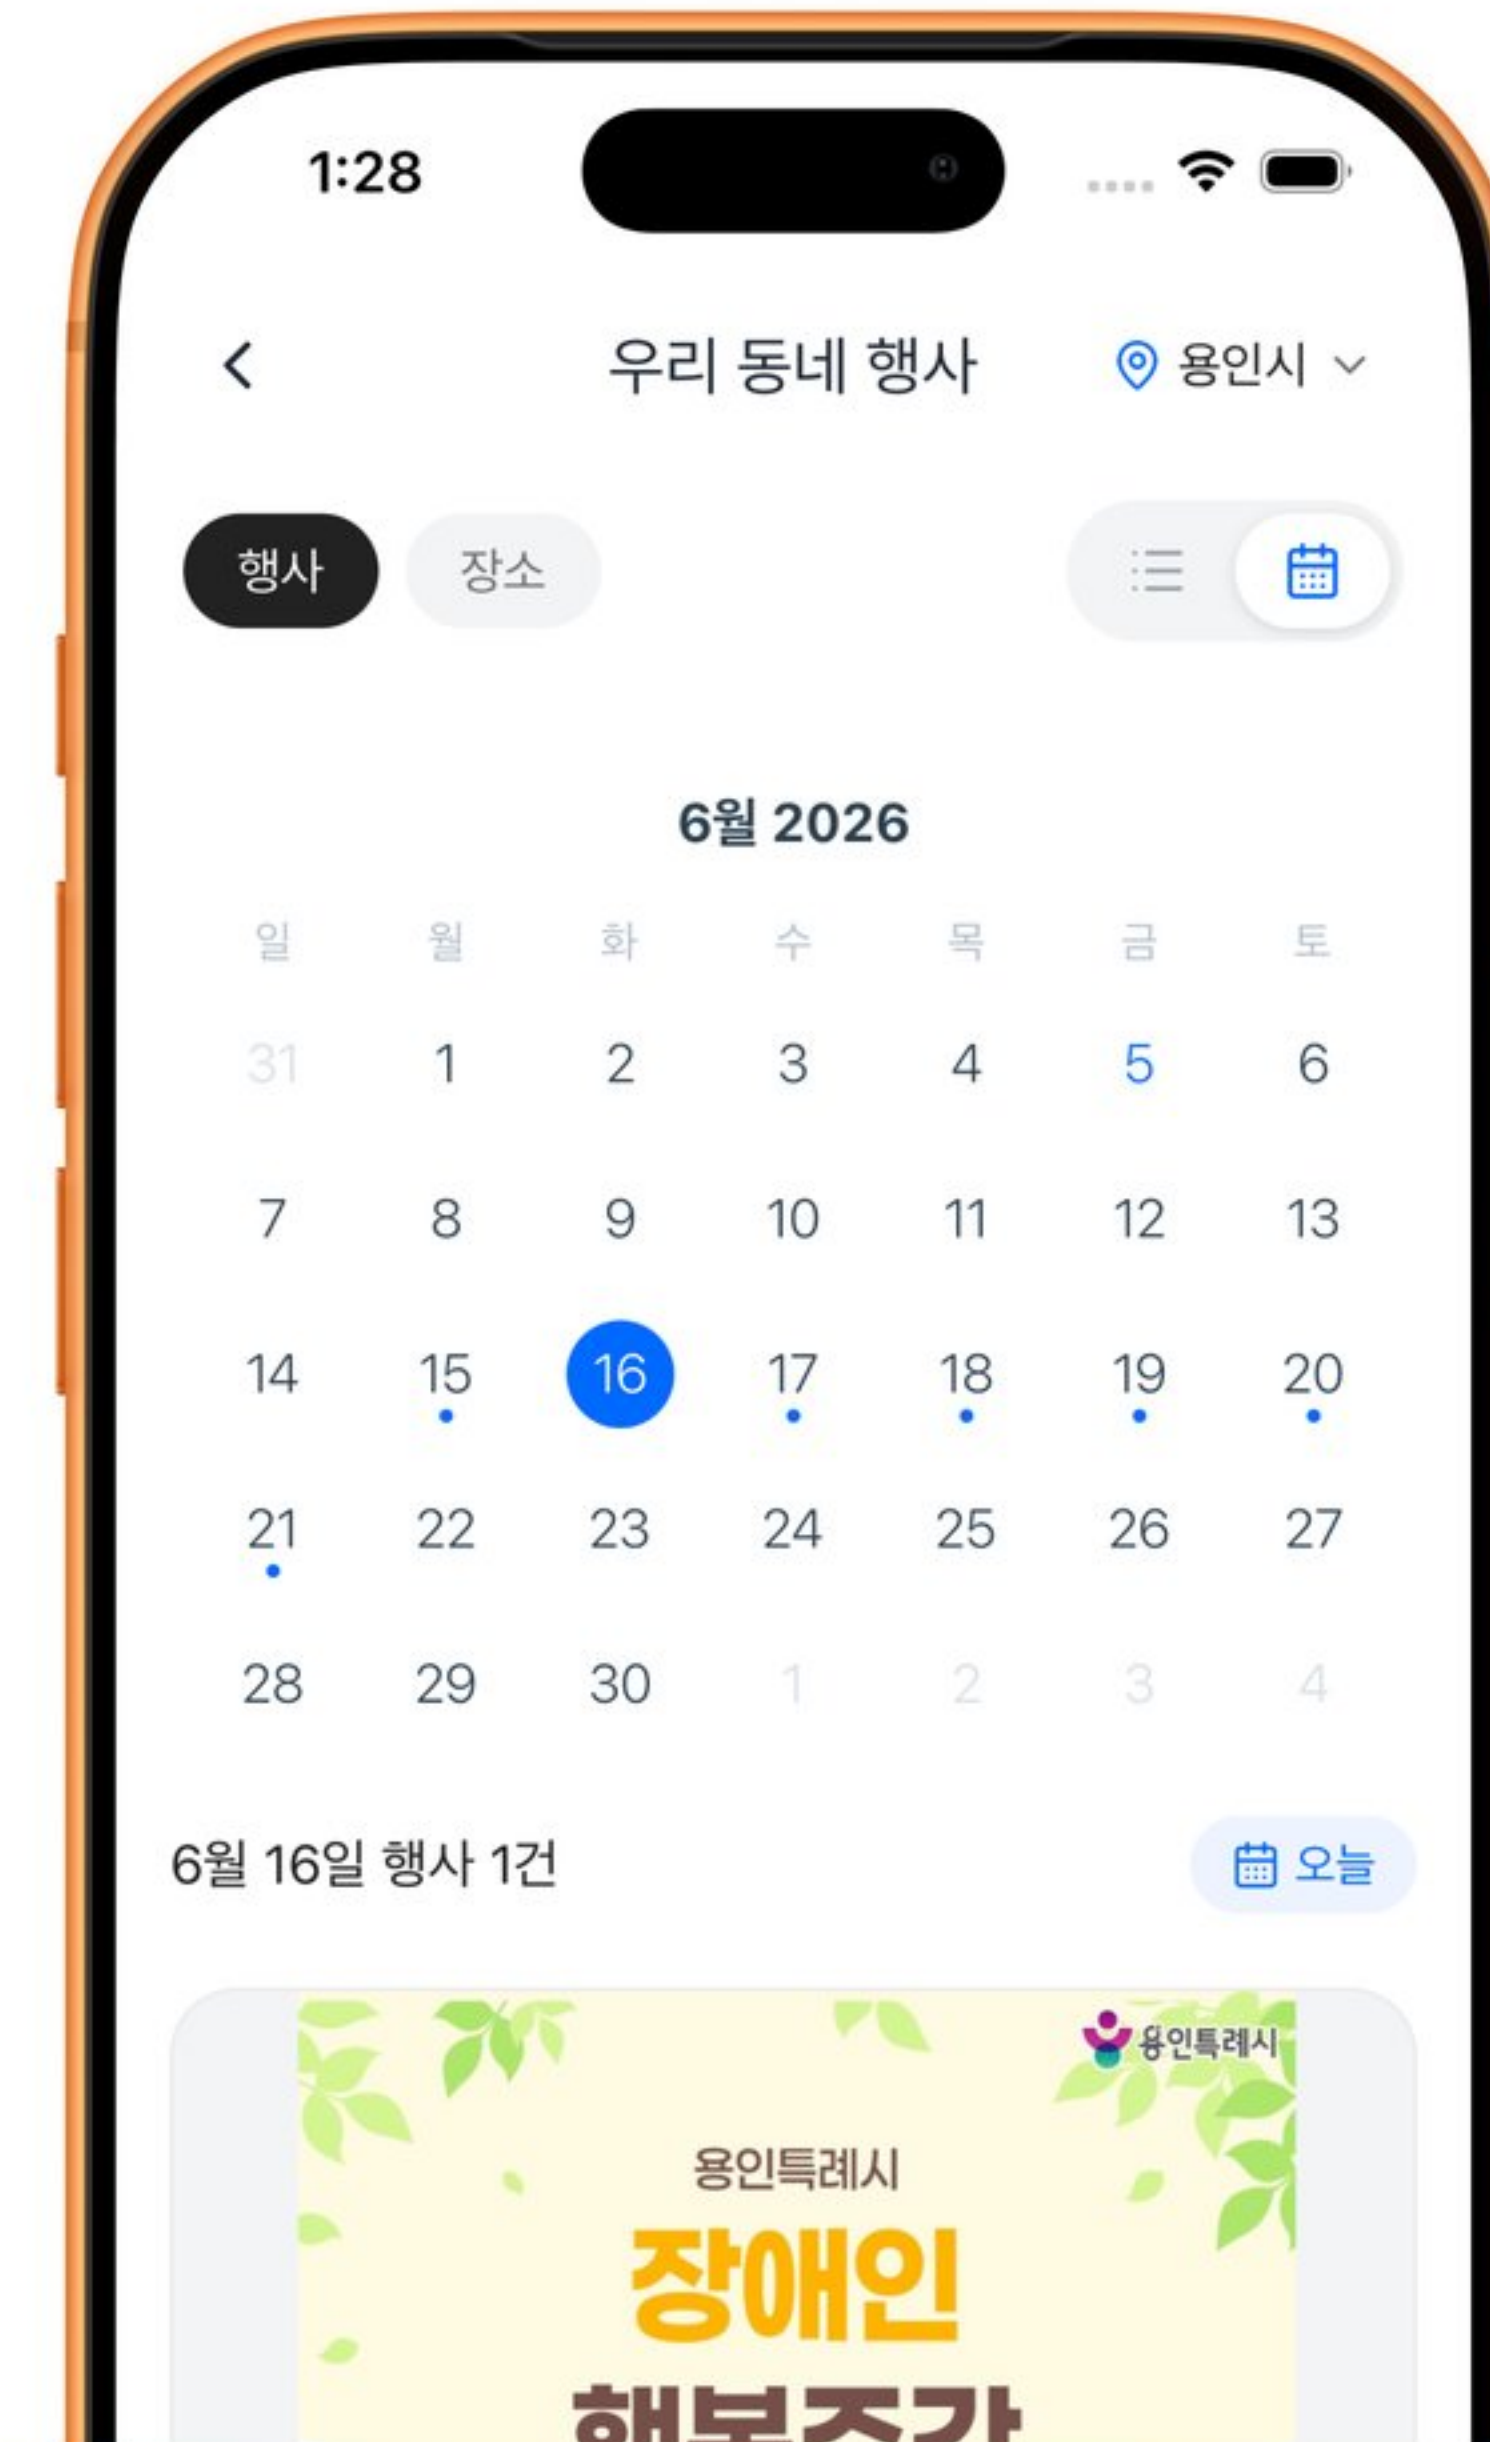 1:28
우리 동네 행사
용인시
행사
장소
6월 2026
일 월 화 수 목 금 토
31 1 2 3 4 5 6
7 8 9 10 11 12 13
14 15 16 17 18 19 20
21 22 23 24 25 26 27
28 29 30 1 2 3 4
6월 16일 행사 1건
오늘
용인특례시
용인특례시
장애인
행복주간